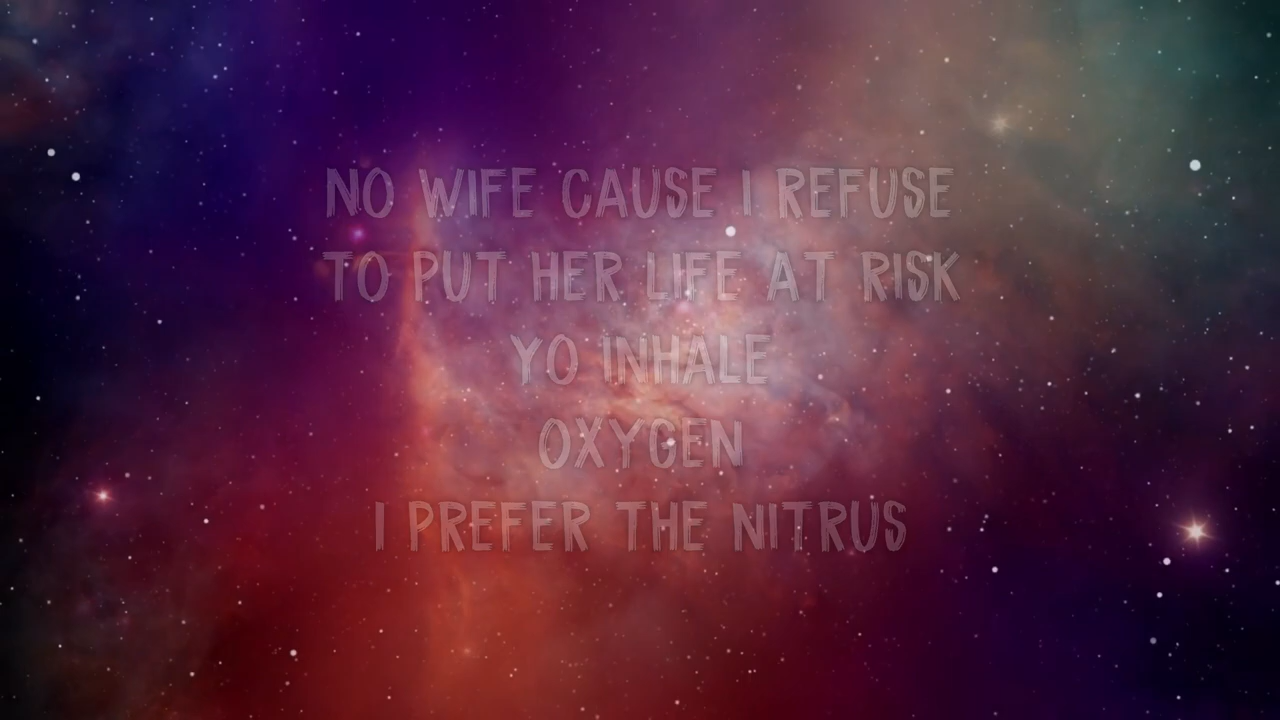 NO WIFE CAUSE I REFUSE
TO PUT HER LIFE AT RISK
YO INHALE
OXYGEN
I PREFER THE NITRUS